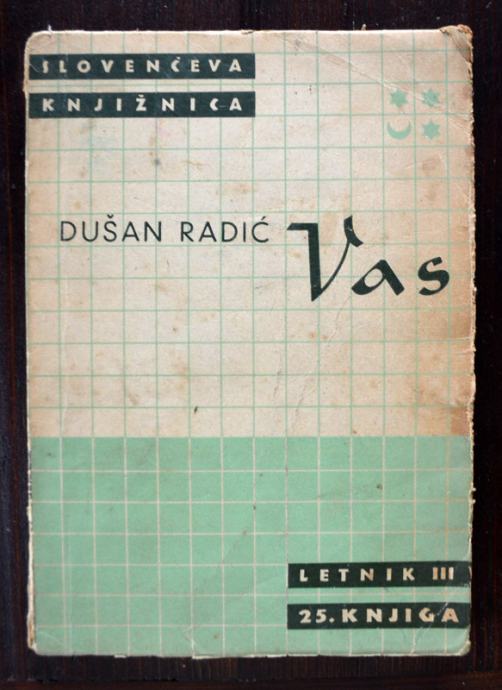 SLOVENČEVA
KNJIŽNICA
DUŠAN RADIĆ Vas
LETNIK III
25. KNJIGA